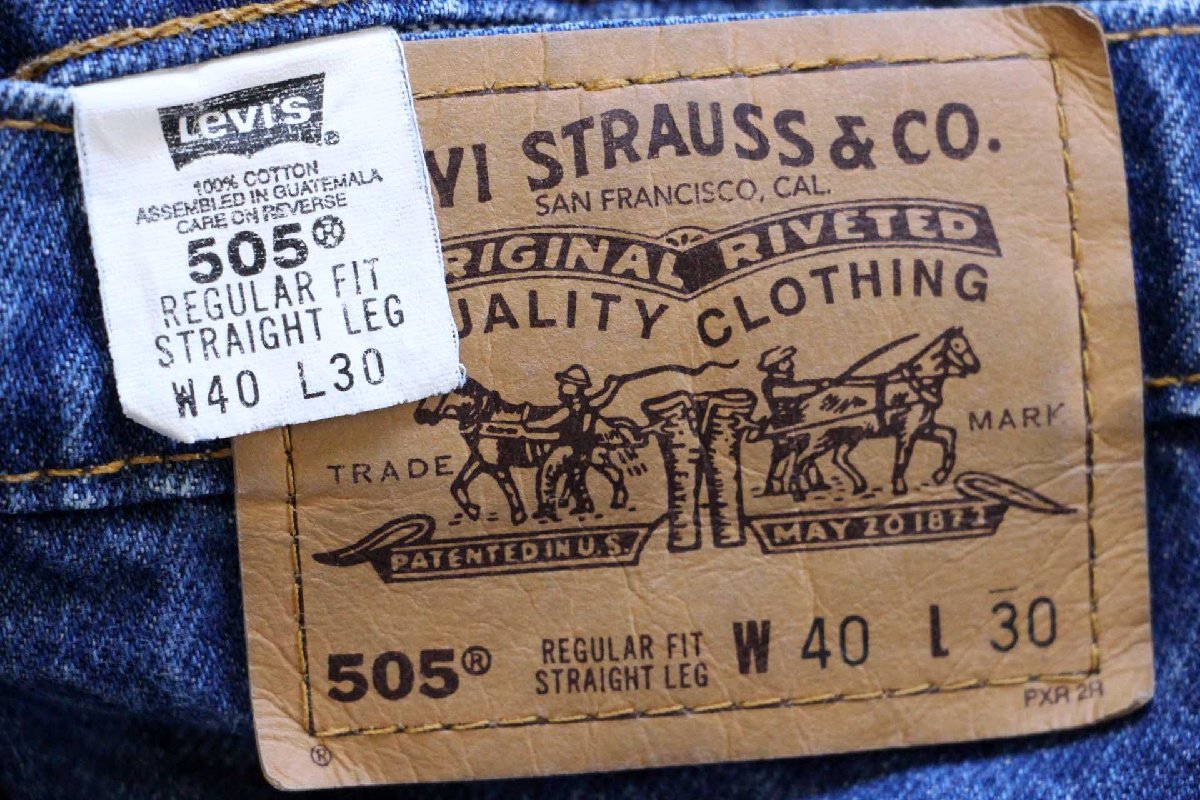 Levi's®
100% COTTON
ASSEMBLED IN GUATEMALA
CARE ON REVERSE
505®
REGULAR FIT
STRAIGHT LEG
W40 L30
VI STRAUSS & CO.
SAN FRANCISCO, CAL.
RIGINAL RIVETED
UALITY CLOTHING
TRADE MARK
PATENTED IN U.S. MAY 20 1873
505® REGULAR FIT W 40 L 30
STRAIGHT LEG
PXR 2R
®